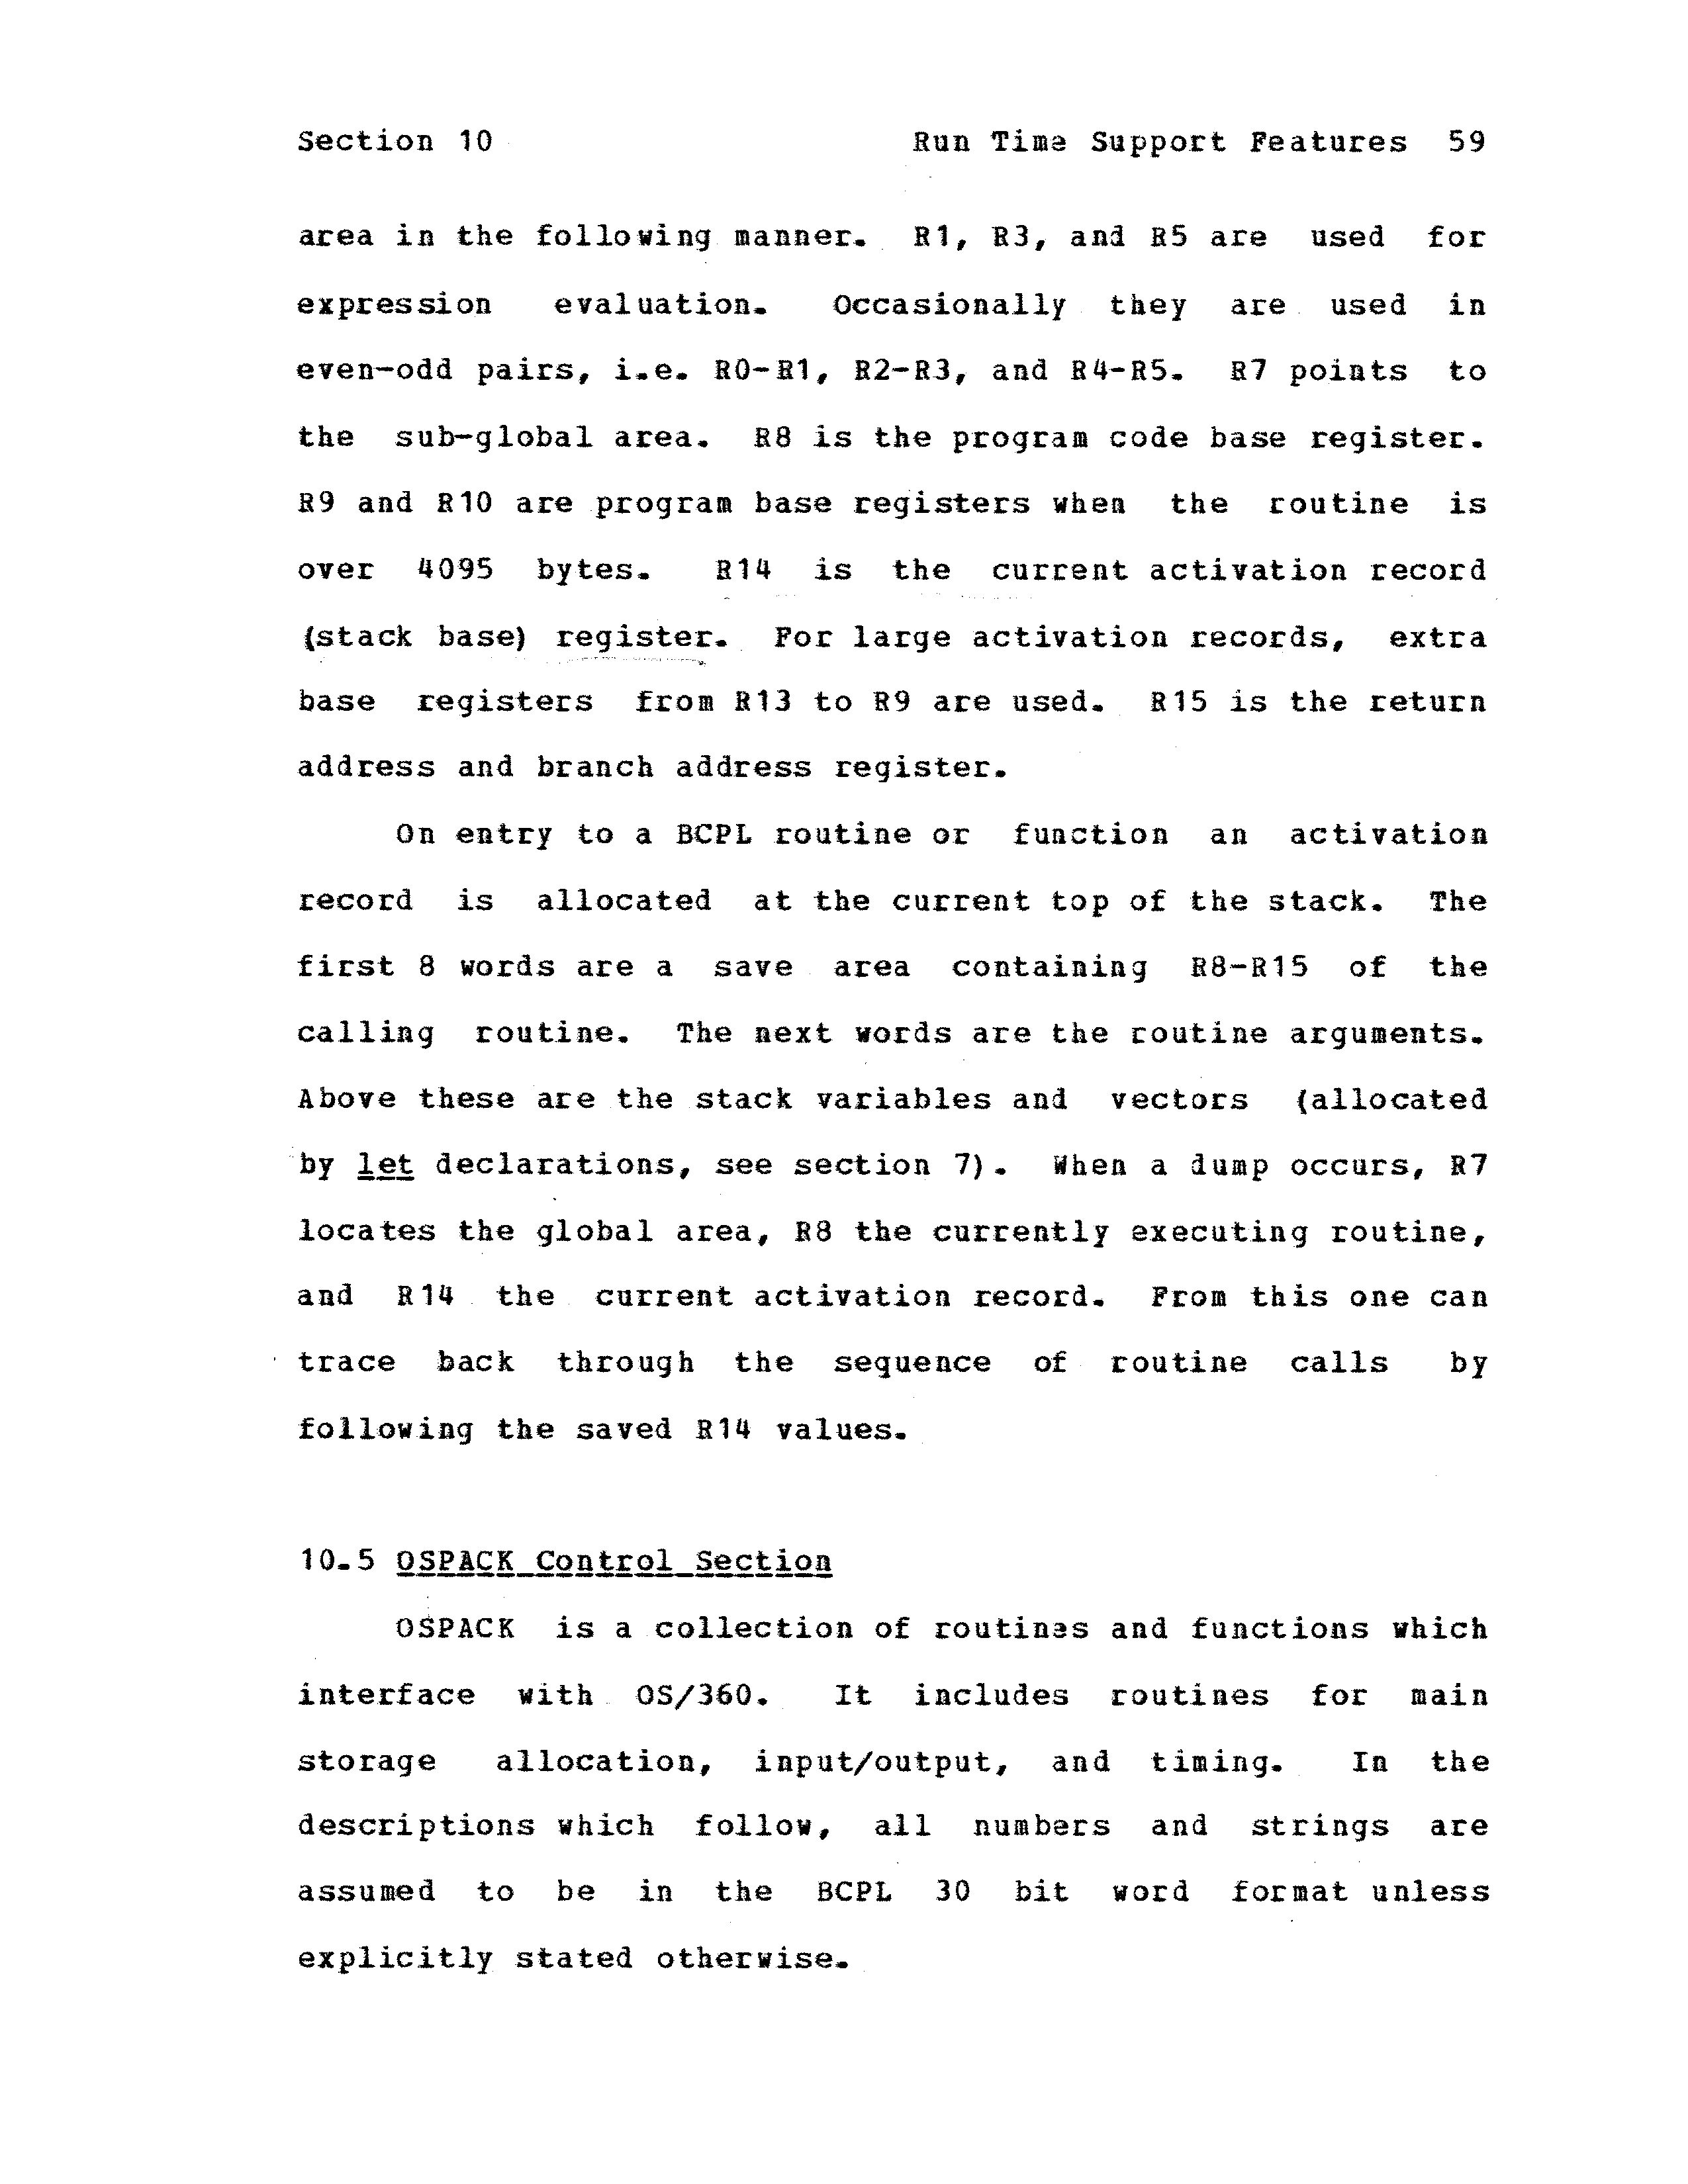 Section 10 Run Time Support Features 59
area in the following manner. R1, R3, and R5 are used for
expression evaluation. Occasionally they are used in
even-odd pairs, i.e. R0-R1, R2-R3, and R4-R5. R7 points to
the sub-global area. R8 is the program code base register.
R9 and R10 are program base registers when the routine is
over 4095 bytes. R14 is the current activation record
(stack base) register. For large activation records, extra
base registers from R13 to R9 are used. R15 is the return
address and branch address register.
On entry to a BCPL routine or function an activation
record is allocated at the current top of the stack. The
first 8 words are a save area containing R8-R15 of the
calling routine. The next words are the routine arguments.
Above these are the stack variables and vectors (allocated
by let declarations, see section 7). When a dump occurs, R7
locates the global area, R8 the currently executing routine,
and R14 the current activation record. From this one can
trace back through the sequence of routine calls by
following the saved R14 values.
10.5 OSPACK Control Section
OSPACK is a collection of routines and functions which
interface with OS/360. It includes routines for main
storage allocation, input/output, and timing. In the
descriptions which follow, all numbers and strings are
assumed to be in the BCPL 30 bit word format unless
explicitly stated otherwise.